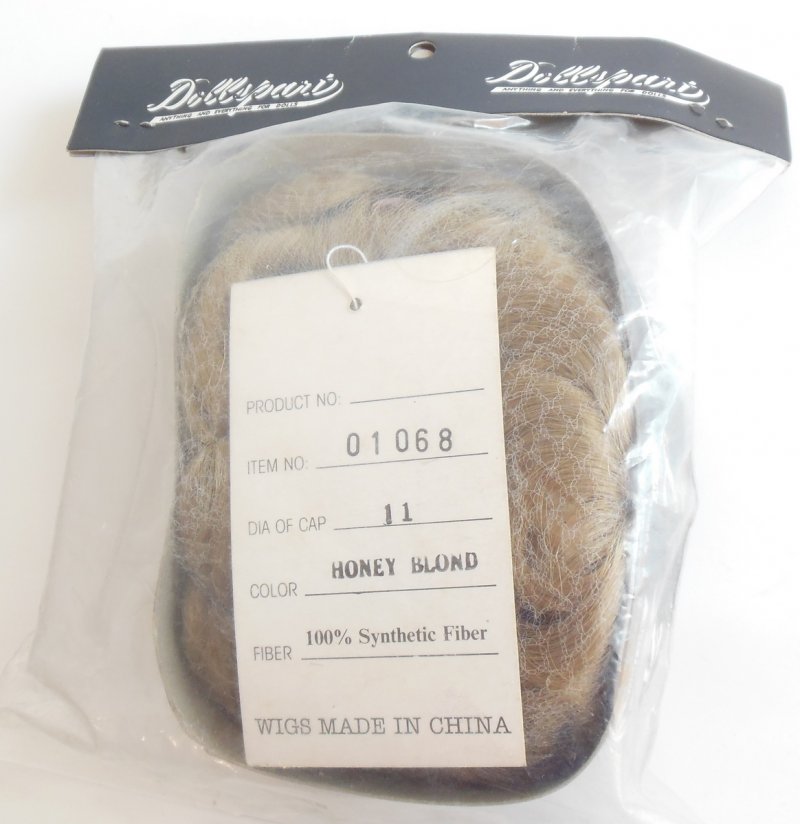 Dollspart
ANYTHING AND EVERYTHING FOR DOLLS
Dollspart
ANYTHING AND EVERYTHING FOR DOLLS
PRODUCT NO:
ITEM NO: 01068
DIA OF CAP 11
COLOR HONEY BLOND
FIBER 100% Synthetic Fiber
WIGS MADE IN CHINA